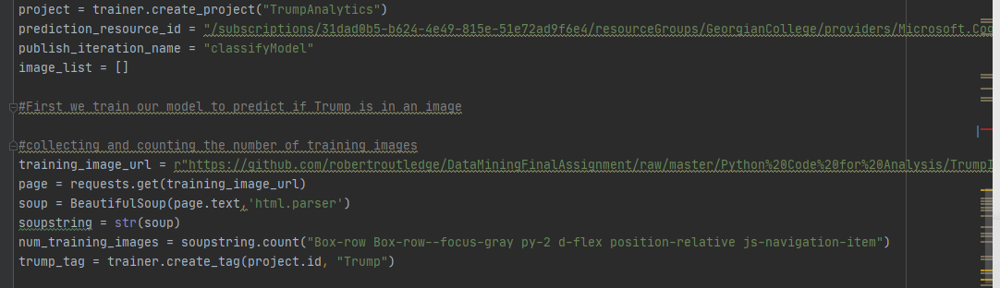 project = trainer.create_project("TrumpAnalytics")
prediction_resource_id = "/subscriptions/31dad0b5-b624-4e49-815e-51e72ad9f6e4/resourceGroups/GeorgianCollege/providers/Microsoft.Cog
publish_iteration_name = "classifyModel"
image_list = []
#First we train our model to predict if Trump is in an image
#collecting and counting the number of training images
training_image_url = r"https://github.com/robertroutledge/DataMiningFinalAssignment/raw/master/Python%20Code%20for%20Analysis/TrumpI
page = requests.get(training_image_url)
soup = BeautifulSoup(page.text,'html.parser')
soupstring = str(soup)
num_training_images = soupstring.count("Box-row Box-row--focus-gray py-2 d-flex position-relative js-navigation-item")
trump_tag = trainer.create_tag(project.id, "Trump")